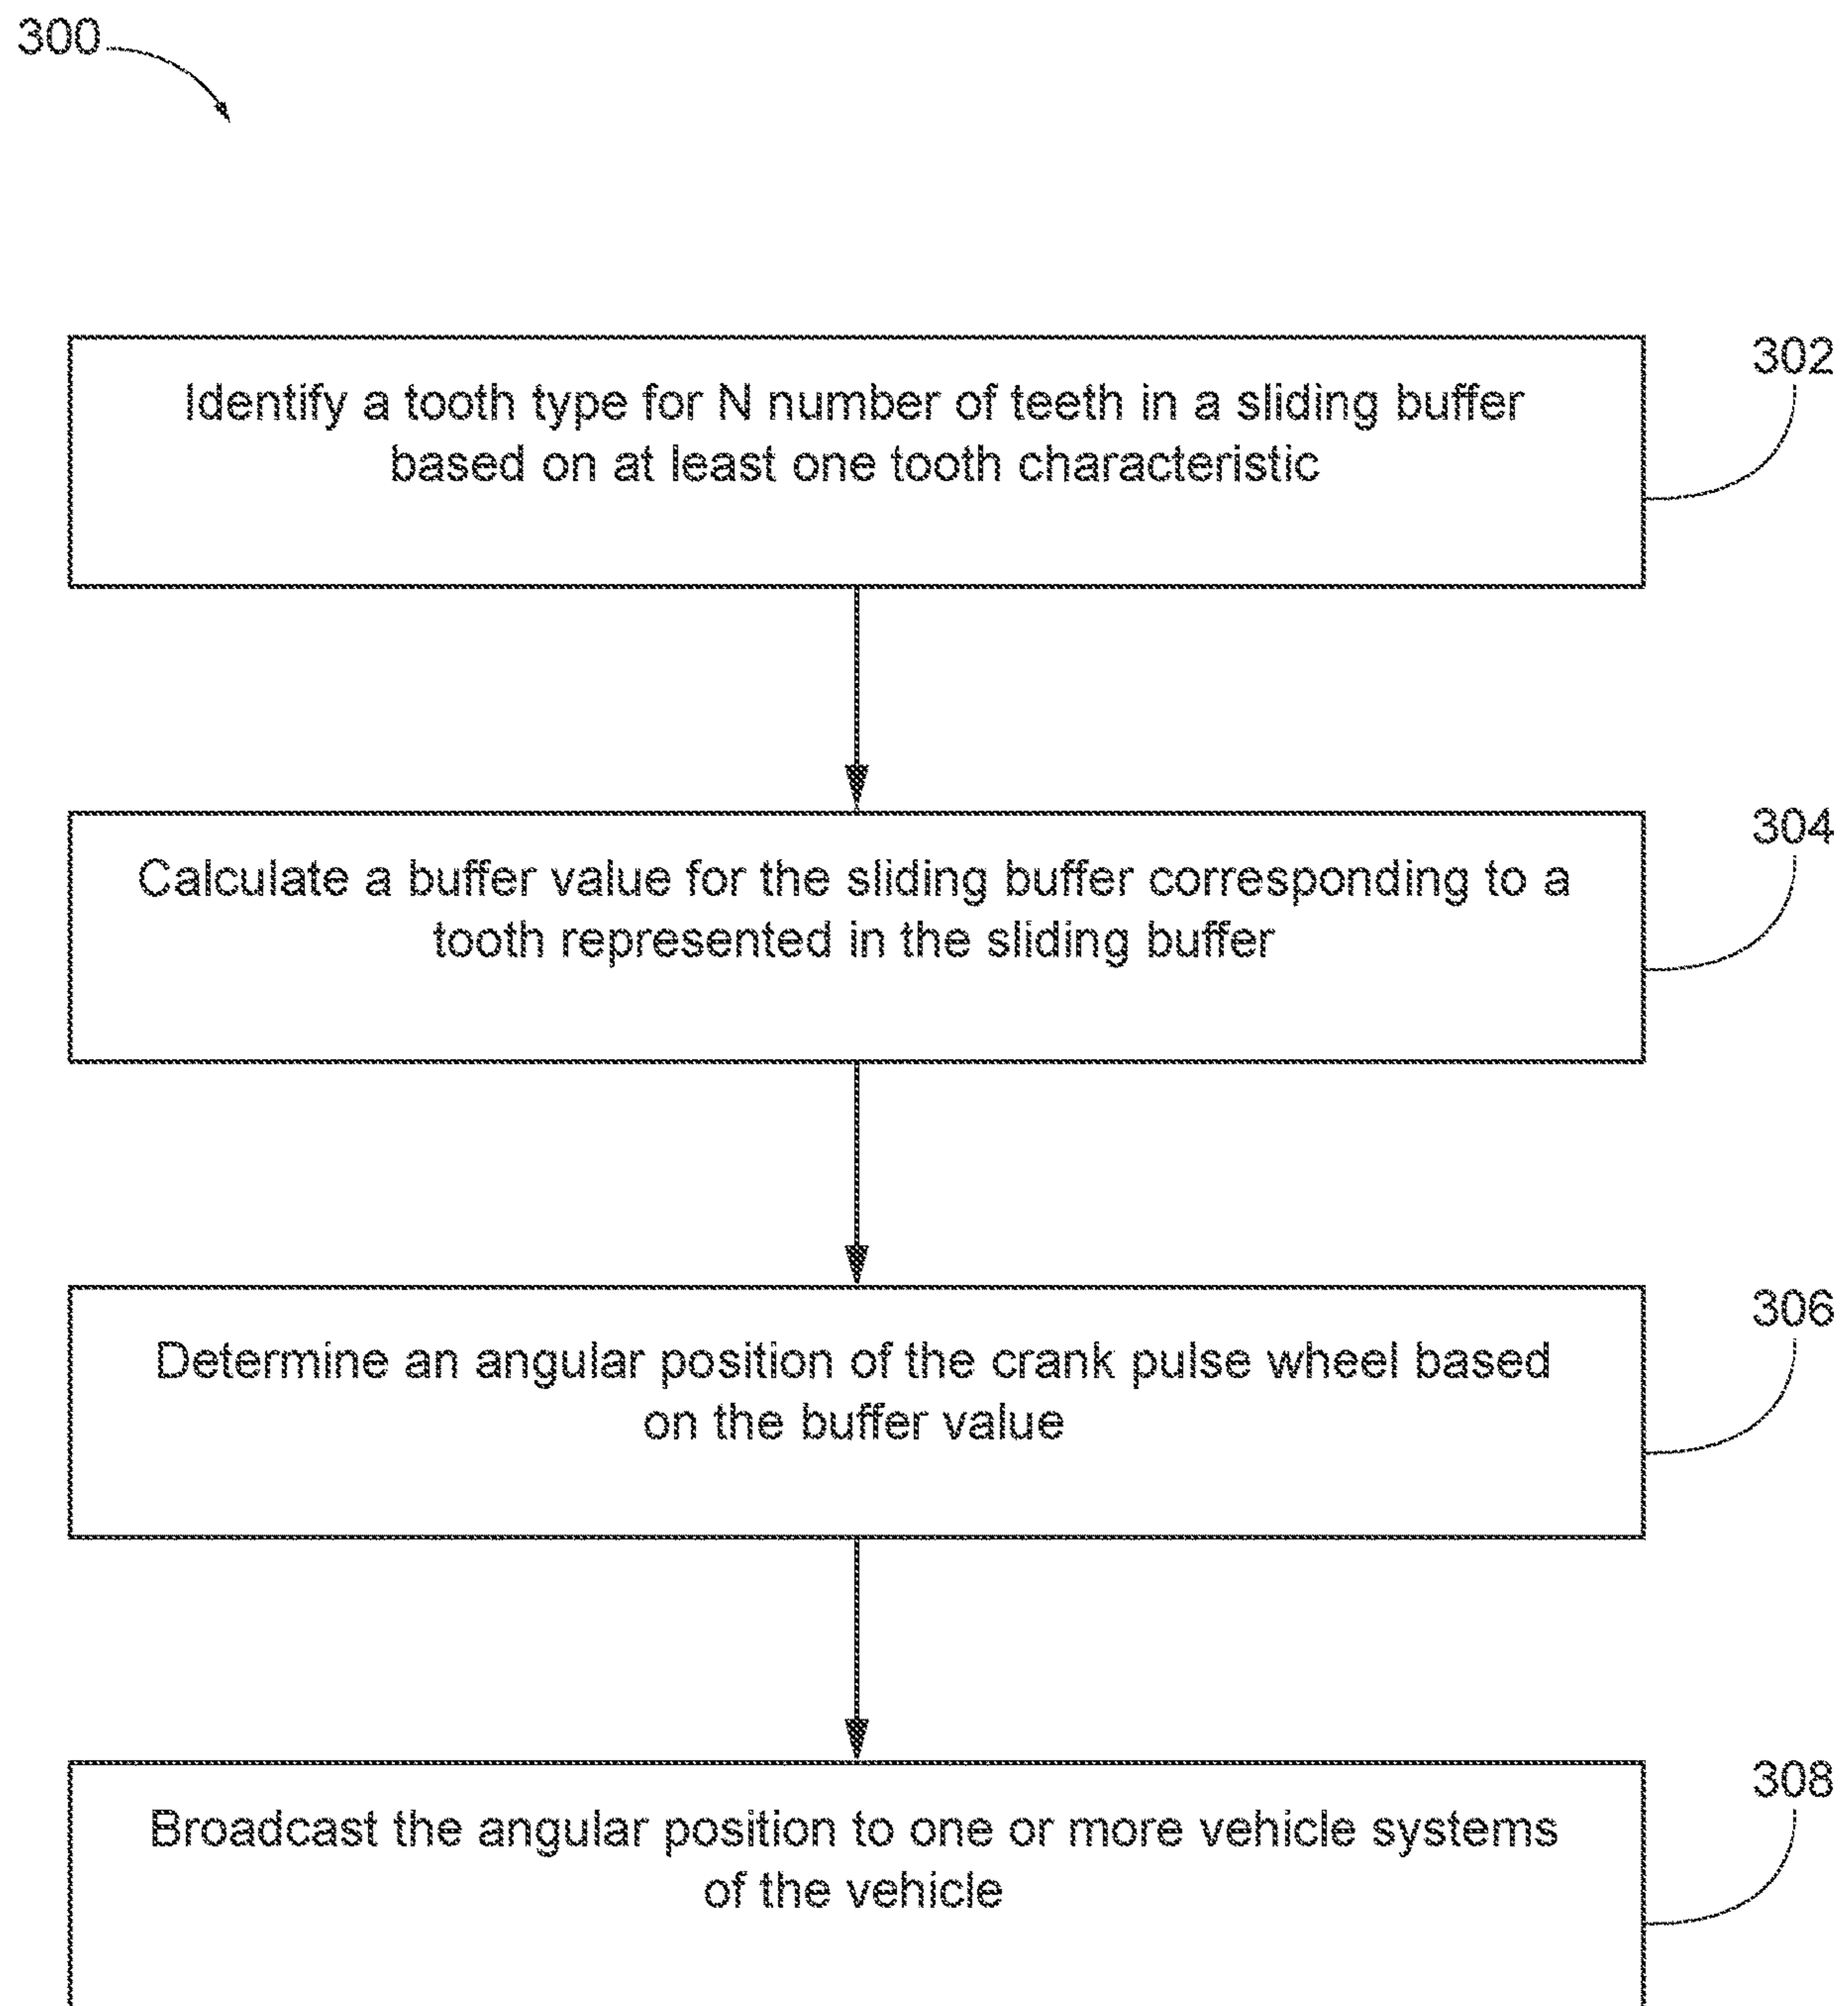 300
302
Identify a tooth type for N number of teeth in a sliding buffer
based on at least one tooth characteristic
304
Calculate a buffer value for the sliding buffer corresponding to a
tooth represented in the sliding buffer
306
Determine an angular position of the crank pulse wheel based
on the buffer value
308
Broadcast the angular position to one or more vehicle systems
of the vehicle